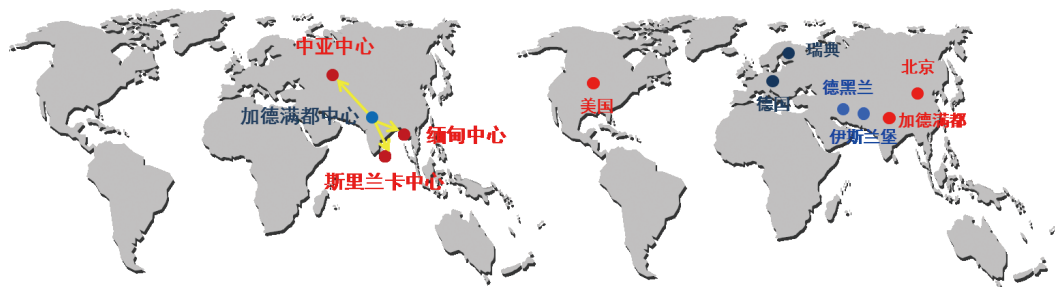 中亚中心
加德满都中心
缅甸中心
斯里兰卡中心
瑞典
北京
德黑兰
美国
德国
加德满都
伊斯兰堡